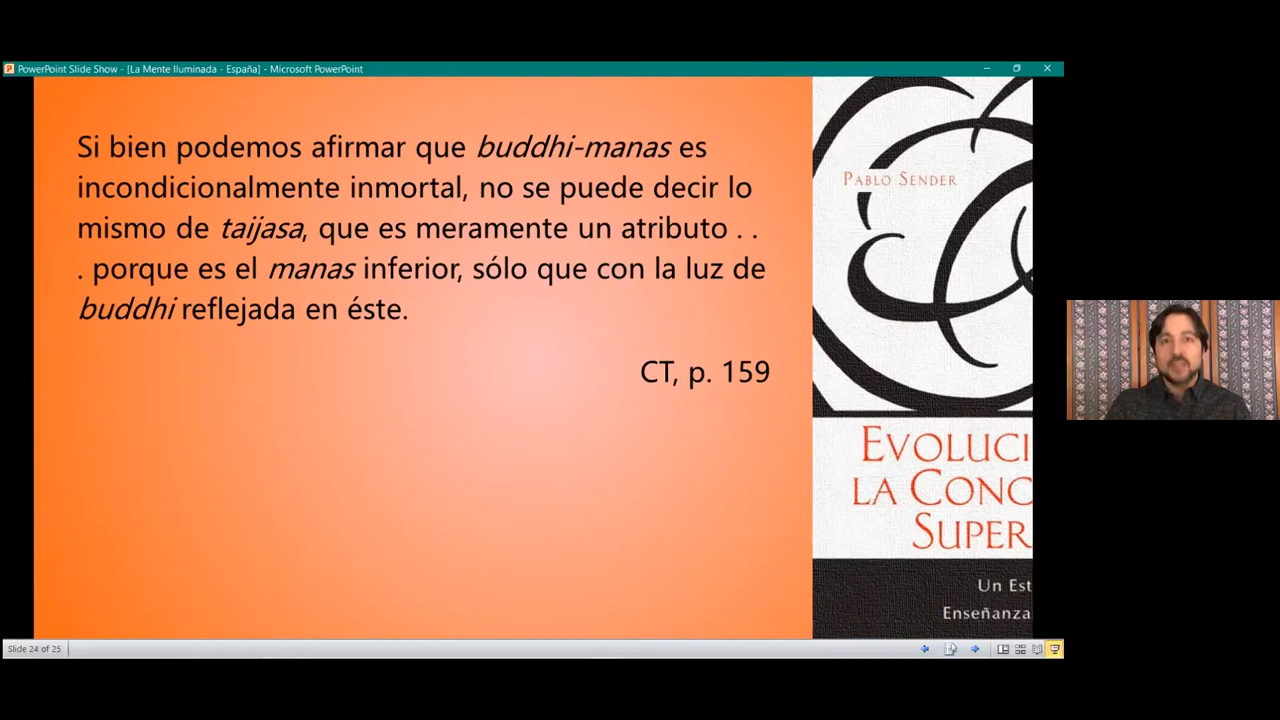 PowerPoint Slide Show - [La Mente Iluminada - España] - Microsoft PowerPoint
Si bien podemos afirmar que buddhi-manas es
incondicionalmente inmortal, no se puede decir lo
mismo de taijasa, que es meramente un atributo . .
. porque es el manas inferior, sólo que con la luz de
buddhi reflejada en éste.
CT, p. 159
PABLO SENDER
EVOLUCI
LA CONC
SUPER
Un Est
Enseñanza
Slide 24 of 25